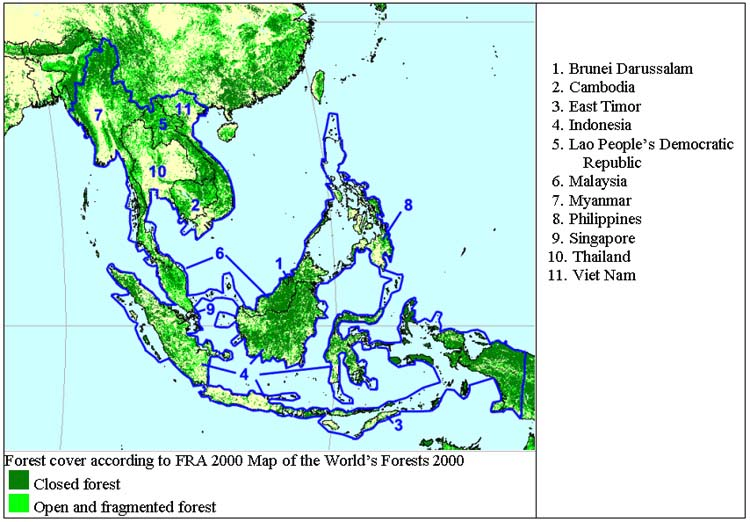 7
11
5
10
2
8
6
1
9
4
3
1. Brunei Darussalam
2. Cambodia
3. East Timor
4. Indonesia
5. Lao People's Democratic
Republic
6. Malaysia
7. Myanmar
8. Philippines
9. Singapore
10. Thailand
11. Viet Nam
Forest cover according to FRA 2000 Map of the World's Forests 2000
Closed forest
Open and fragmented forest